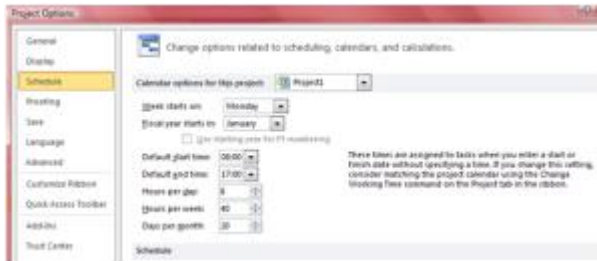 Project Options
General
Display
Schedule
Proofing
Save
Language
Advanced
Customize Ribbon
Quick Access Toolbar
Add-Ins
Trust Center
Change options related to scheduling, calendars, and calculations.
Calendar options for this project: Project1
Week starts on: Monday
Fiscal year starts in: January
Use starting year for FY numbering
Default start time: 08:00
Default end time: 17:00
These times are assigned to tasks when you enter a start or
finish date without specifying a time. If you change this setting,
consider matching the project calendar using the Change
Working Time command on the Project tab in the ribbon.
Hours per day: 8
Hours per week: 40
Days per month: 20
Schedule